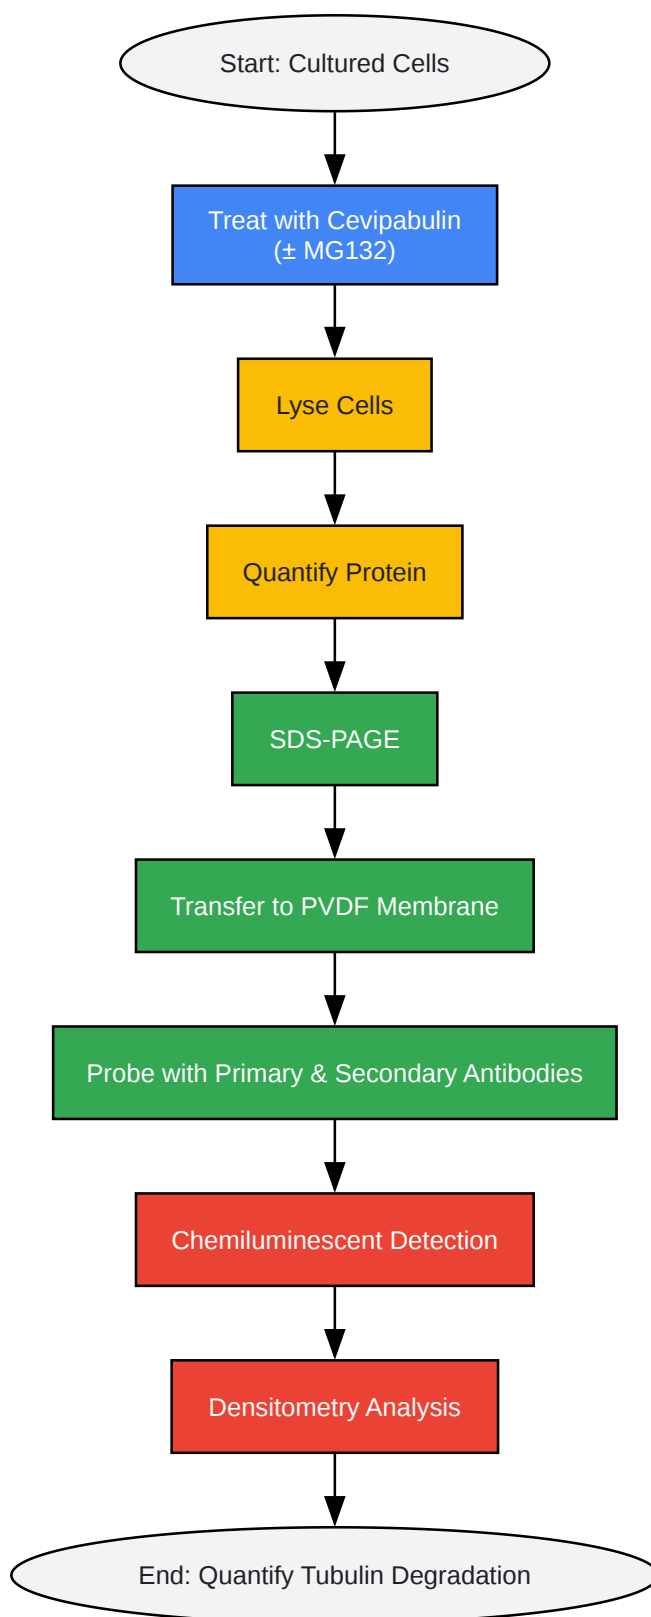 Start: Cultured Cells
Treat with Cevipabulin
(± MG132)
Lyse Cells
Quantify Protein
SDS-PAGE
Transfer to PVDF Membrane
Probe with Primary & Secondary Antibodies
Chemiluminescent Detection
Densitometry Analysis
End: Quantify Tubulin Degradation